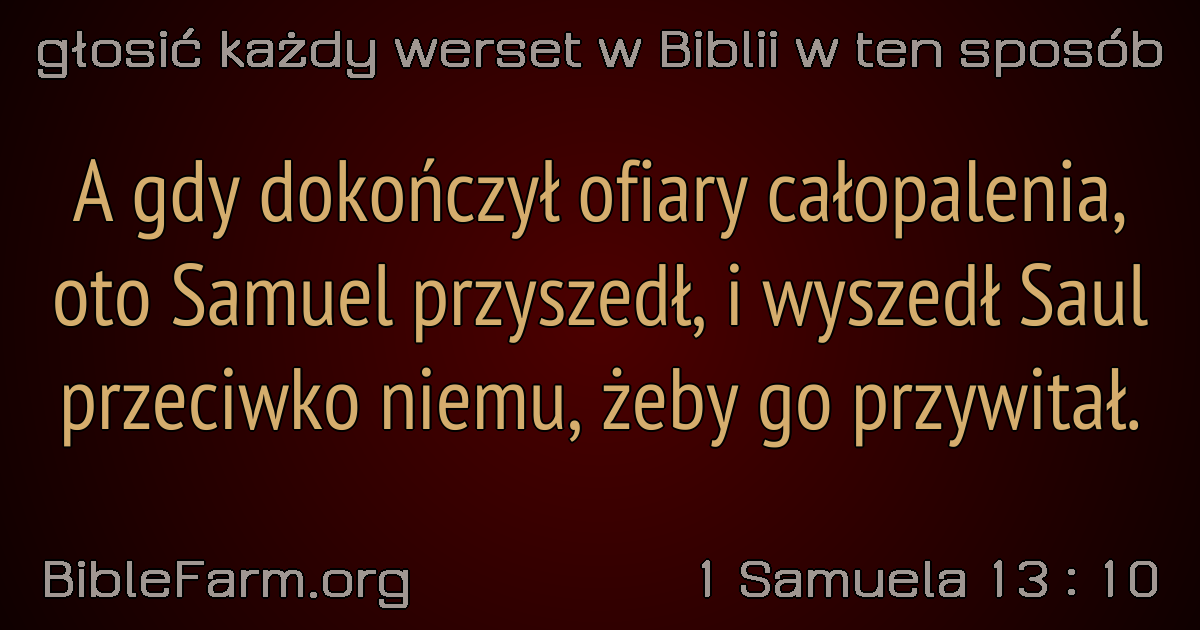 głosić każdy werset w Biblii w ten sposób
A gdy dokończył ofiary całopalenia,
oto Samuel przyszedł, i wyszedł Saul
przeciwko niemu, żeby go przywitał.
BibleFarm.org
1 Samuela 13 : 10